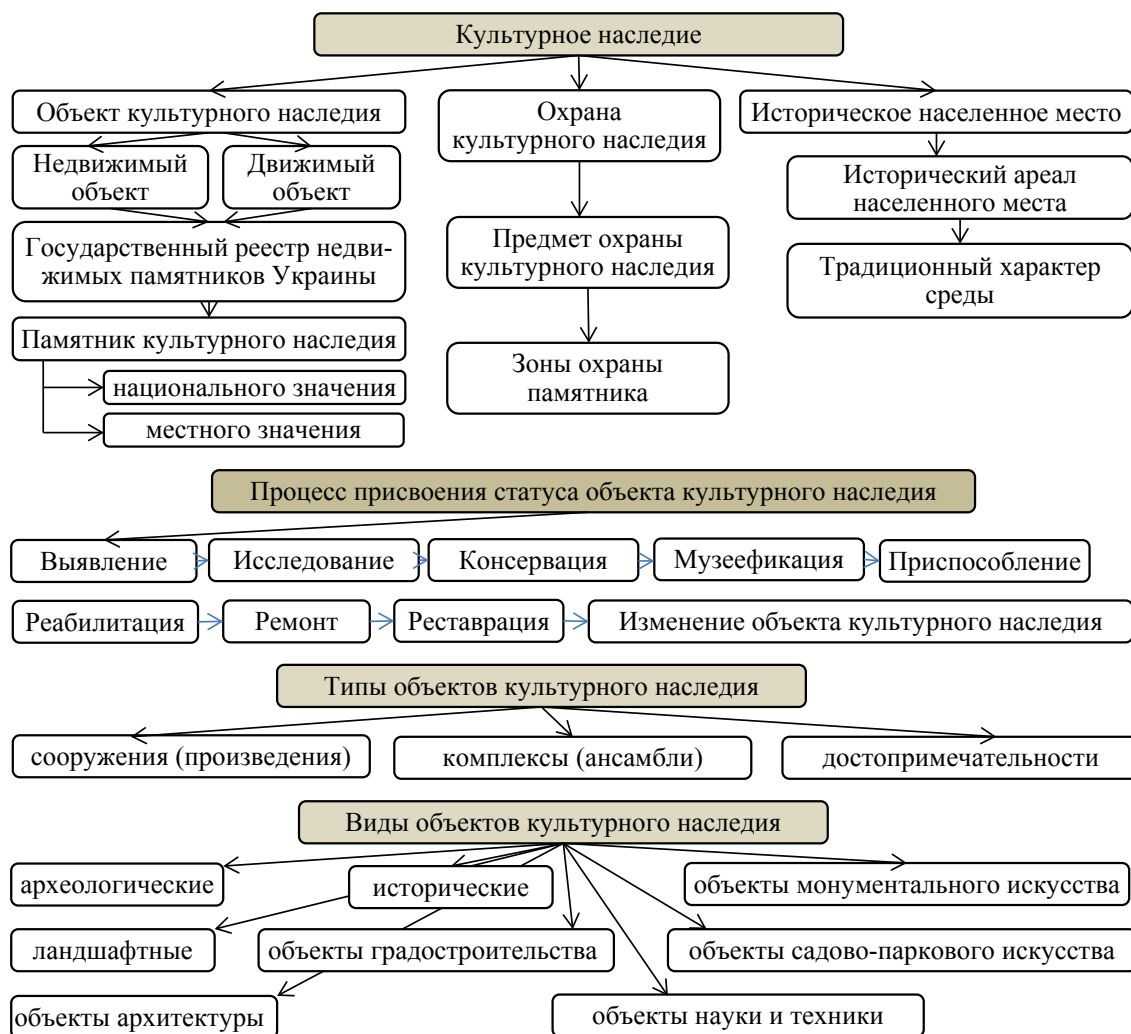 Культурное наследие
Объект культурного наследия
Недвижимый
объект
Движимый
объект
Государственный реестр недви-
жимых памятников Украины
Памятник культурного наследия
национального значения
местного значения
Охрана
культурного наследия
Предмет охраны
культурного наследия
Зоны охраны
памятника
Историческое населенное место
Исторический ареал
населенного места
Традиционный характер
среды
Процесс присвоения статуса объекта культурного наследия
Выявление
Исследование
Консервация
Музеефикация
Приспособление
Реабилитация
Ремонт
Реставрация
Изменение объекта культурного наследия
Типы объектов культурного наследия
сооружения (произведения)
комплексы (ансамбли)
достопримечательности
Виды объектов культурного наследия
археологические
исторические
объекты монументального искусства
ландшафтные
объекты градостроительства
объекты садово-паркового искусства
объекты архитектуры
объекты науки и техники